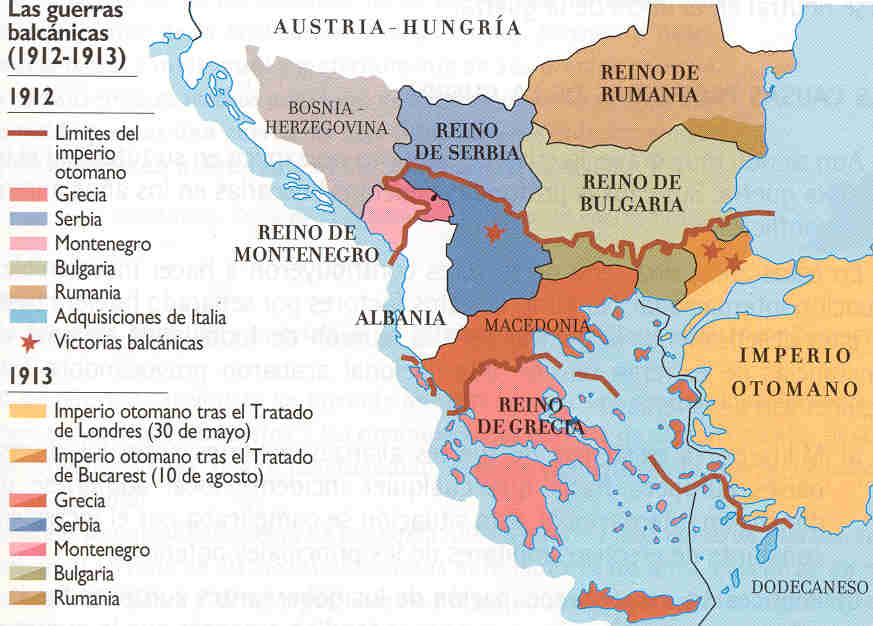 Las guerras
balcánicas
(1912-1913)
1912
Límites del
imperio
otomano
Grecia
Serbia
Montenegro
Bulgaria
Rumania
Adquisiciones de Italia
Victorias balcánicas
1913
Imperio otomano tras el Tratado
de Londres (30 de mayo)
Imperio otomano tras el Tratado
de Bucarest (10 de agosto)
Grecia
Serbia
Montenegro
Bulgaria
Rumania
AUSTRIA-HUNGRÍA
BOSNIA-
HERZEGOVINA
REINO
DE SERBIA
REINO DE
RUMANIA
REINO DE
BULGARIA
REINO DE
MONTENEGRO
ALBANIA
MACEDONIA
REINO
DE GRECIA
IMPERIO
OTOMANO
DODECANESO